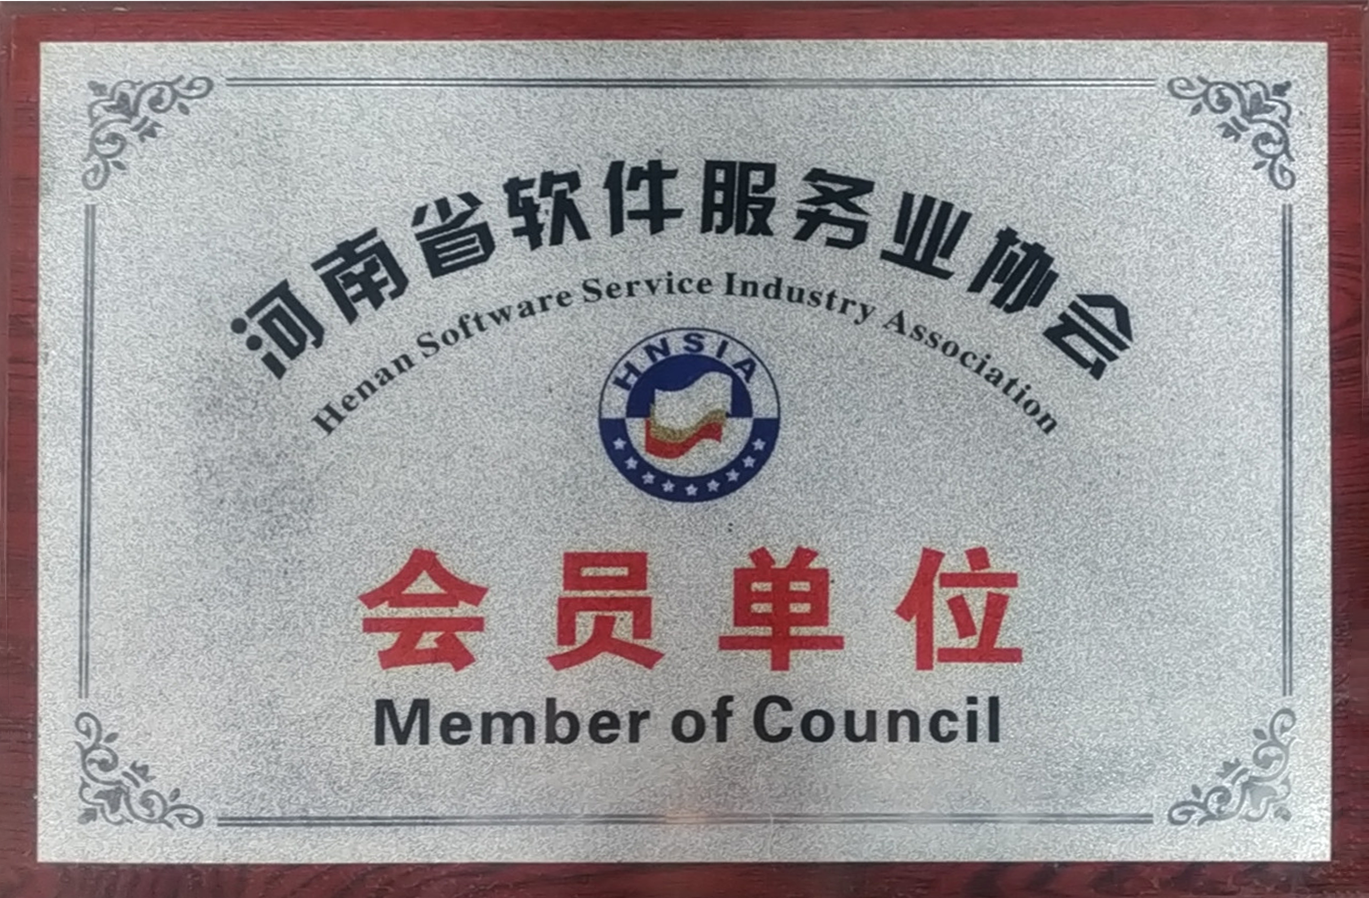 河南省软件服务业协会
Henan Software Service Industry Association
HNSIA
会员单位
Member of Council